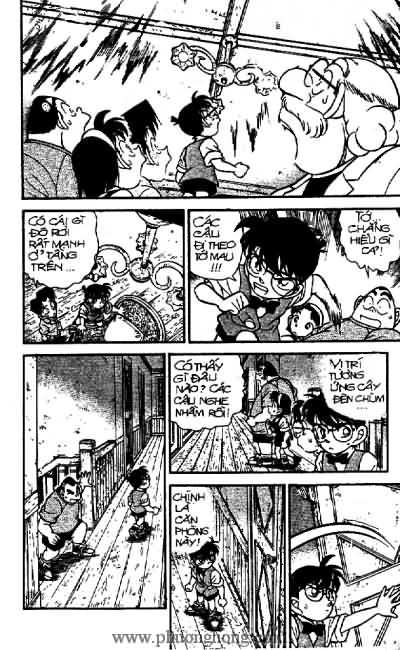 CÓ CÁI GÌ
ĐÓ RƠI
RẤT MẠNH
Ở TẦNG
TRÊN ...
CÁC
CẬU
ĐI THEO
TỚ MAU
!!!
TỚ...
CHẲNG
HIỂU GÌ
CẢ?!
CÓ THẤY
GÌ ĐÂU
NÀO? CÁC
CẬU NGHE
NHẦM RỒI!
VỊ TRÍ
TƯƠNG
ỨNG CÂY
ĐÈN CHÙM!
CHÍNH
LÀ
CĂN
PHÒNG
NÀY!